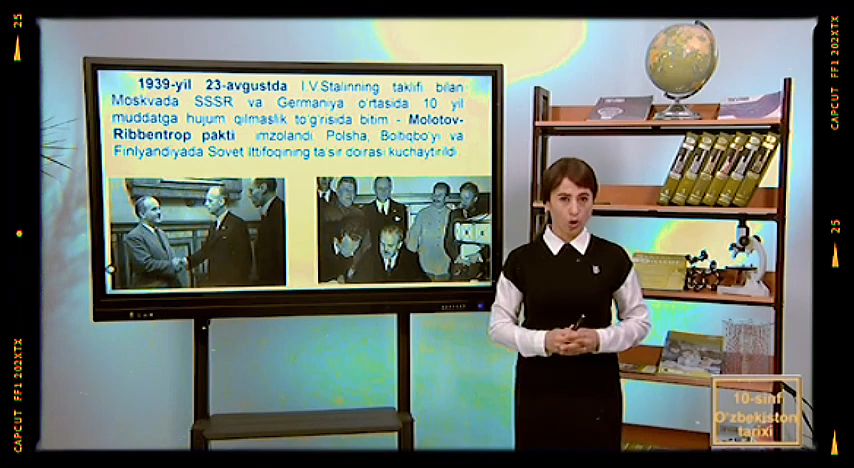 25
CAPCUT FF1 202XTX
25
CAPCUT FF1 202XTX
1939-yil 23-avgustda I.V.Stalinning taklifi bilan
Moskvada SSSR va Germaniya o'rtasida 10 yil
muddatga hujum qilmaslik to'g'risida bitim - Molotov-
Ribbentrop pakti imzolandi. Polsha, Boltiqbo'yi va
Finlyandiyada Sovet Ittifoqining ta'sir doirasi kuchaytirildi.
10-sinf
O'zbekiston
tarixi